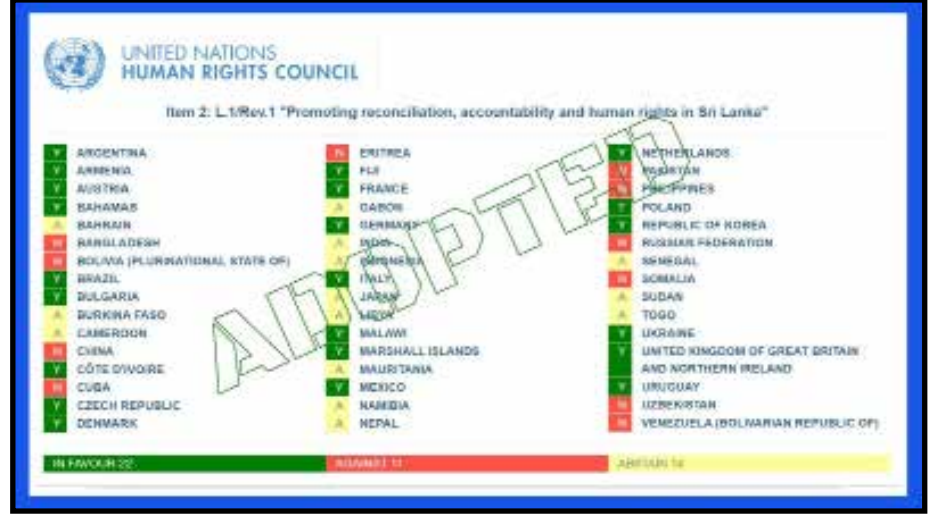 UNITED NATIONS
HUMAN RIGHTS COUNCIL
Item 2: L.1/Rev.1 "Promoting reconciliation, accountability and human rights in Sri Lanka"
Y ARGENTINA
Y ARMENIA
Y AUSTRIA
Y BAHAMAS
A BAHRAIN
N BANGLADESH
N BOLIVIA (PLURINATIONAL STATE OF)
Y BRAZIL
Y BULGARIA
A BURKINA FASO
A CAMEROON
N CHINA
Y CÔTE D'IVOIRE
N CUBA
Y CZECH REPUBLIC
Y DENMARK
N ERITREA
Y FIJI
Y FRANCE
A GABON
Y GERMANY
A INDIA
A INDONESIA
Y ITALY
A JAPAN
A LIBYA
Y MALAWI
Y MARSHALL ISLANDS
A MAURITANIA
Y MEXICO
A NAMIBIA
A NEPAL
Y NETHERLANDS
N PAKISTAN
N PHILIPPINES
Y POLAND
Y REPUBLIC OF KOREA
N RUSSIAN FEDERATION
A SENEGAL
N SOMALIA
A SUDAN
A TOGO
Y UKRAINE
Y UNITED KINGDOM OF GREAT BRITAIN
AND NORTHERN IRELAND
Y URUGUAY
N UZBEKISTAN
N VENEZUELA (BOLIVARIAN REPUBLIC OF)
ADOPTED
IN FAVOUR 22
AGAINST 11
ABSTAIN 14